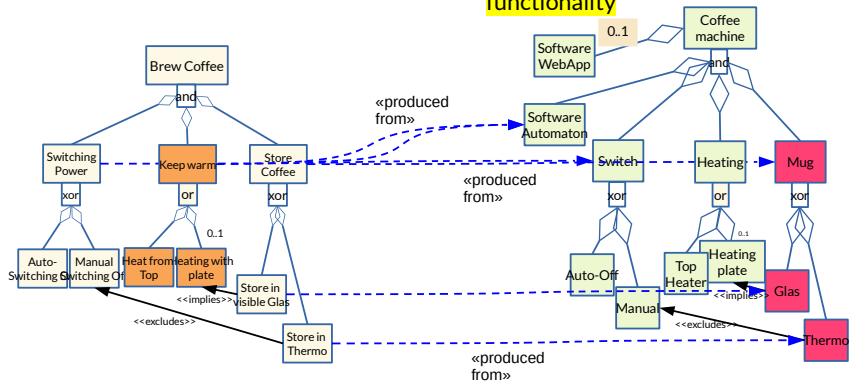 functionality
Coffee
machine
0..1
Software
WebApp
and
Brew Coffee
and
«produced
from»
Software
Automaton
Switching
Power
Keep warm
Store
Coffee
Switch
Heating
Mug
«produced
from»
xor
or
xor
xor
or
xor
0..1
0..1
Auto-
Switching O
Manual
Switching Of
Heat from
Top
Heating with
plate
Store in
visible Glas
<<implies>>
Auto-Off
Top
Heater
Heating
plate
Glas
<<implies>>
Manual
<<excludes>>
<<excludes>>
Store in
Thermo
Thermo
«produced
from»